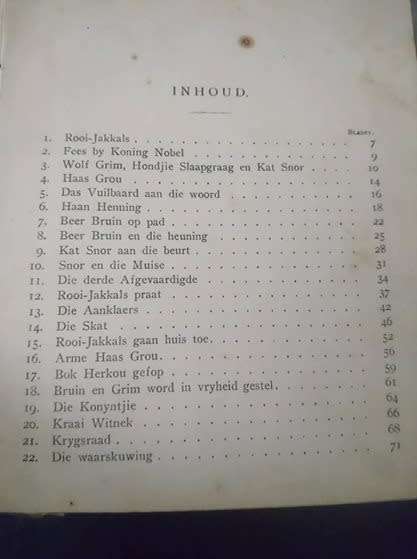 INHOUD.
Bladsy.
1. Rooi-Jakkals . . . . . . . . . . . . . 7
2. Fees by Koning Nobel . . . . . . . . . . 9
3. Wolf Grim, Hondjie Slaapgraag en Kat Snor . . . . 10
4. Haas Grou . . . . . . . . . . . . . . 14
5. Das Vuilbaard aan die woord . . . . . . . . 16
6. Haan Henning . . . . . . . . . . . . . 18
7. Beer Bruin op pad . . . . . . . . . . . 22
8. Beer Bruin en die heuning . . . . . . . . . 25
9. Kat Snor aan die beurt . . . . . . . . . . 28
10. Snor en die Muise . . . . . . . . . . . 31
11. Die derde Afgevaardigde . . . . . . . . . 34
12. Rooi-Jakkals praat . . . . . . . . . . . 37
13. Die Aanklaers . . . . . . . . . . . . . 42
14. Die Skat . . . . . . . . . . . . . . 46
15. Rooi-Jakkals gaan huis toe. . . . . . . . . 52
16. Arme Haas Grou . . . . . . . . . . . . 56
17. Bok Herkou gefop . . . . . . . . . . . 59
18. Bruin en Grim word in vryheid gestel. . . . . . 61
19. Die Konyntjie . . . . . . . . . . . . . 64
20. Kraai Witnek . . . . . . . . . . . . . 66
21. Krygsraad . . . . . . . . . . . . . . 68
22. Die waarskuwing . . . . . . . . . . . . 71